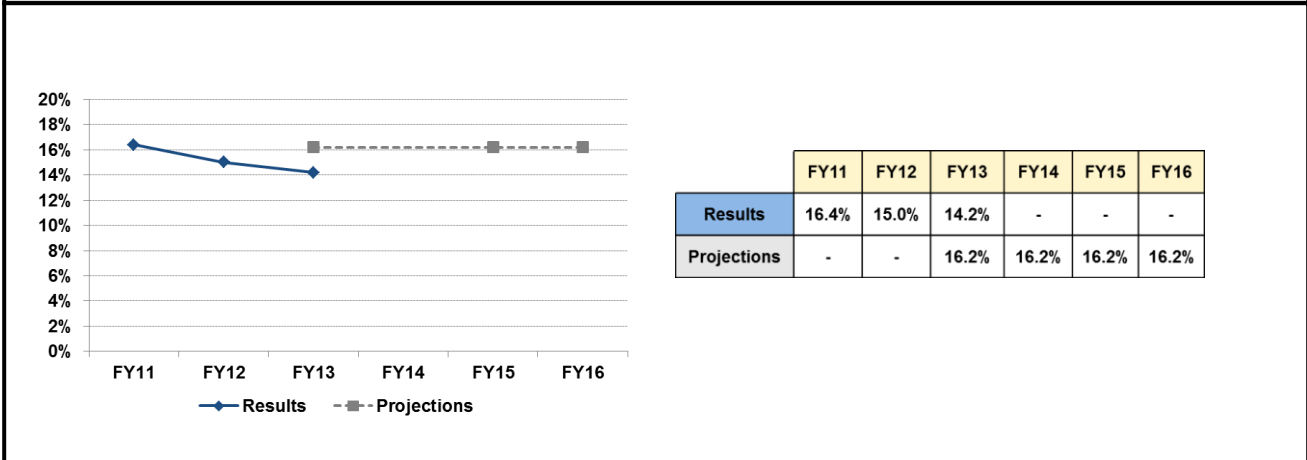 20%
18%
16%
14%
12%
10%
8%
6%
4%
2%
0%
FY11 FY12 FY13 FY14 FY15 FY16
Results Projections
FY11 FY12 FY13 FY14 FY15 FY16
Results 16.4% 15.0% 14.2% - - -
Projections - - 16.2% 16.2% 16.2% 16.2%